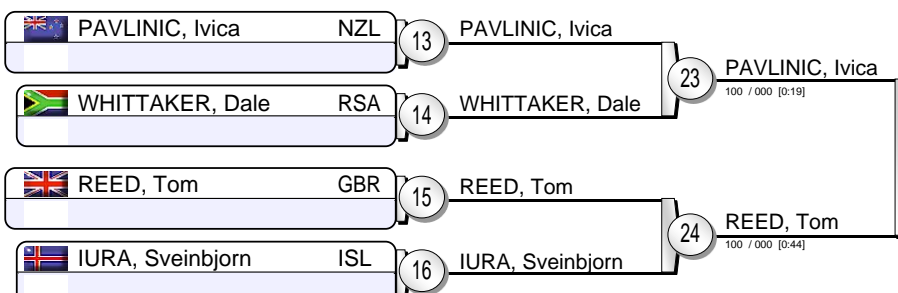 PAVLINIC, Ivica NZL
13
PAVLINIC, Ivica
WHITTAKER, Dale RSA
14
WHITTAKER, Dale
23
PAVLINIC, Ivica
100 / 000 [0:19]
REED, Tom GBR
15
REED, Tom
IURA, Sveinbjorn ISL
16
IURA, Sveinbjorn
24
REED, Tom
100 / 000 [0:44]